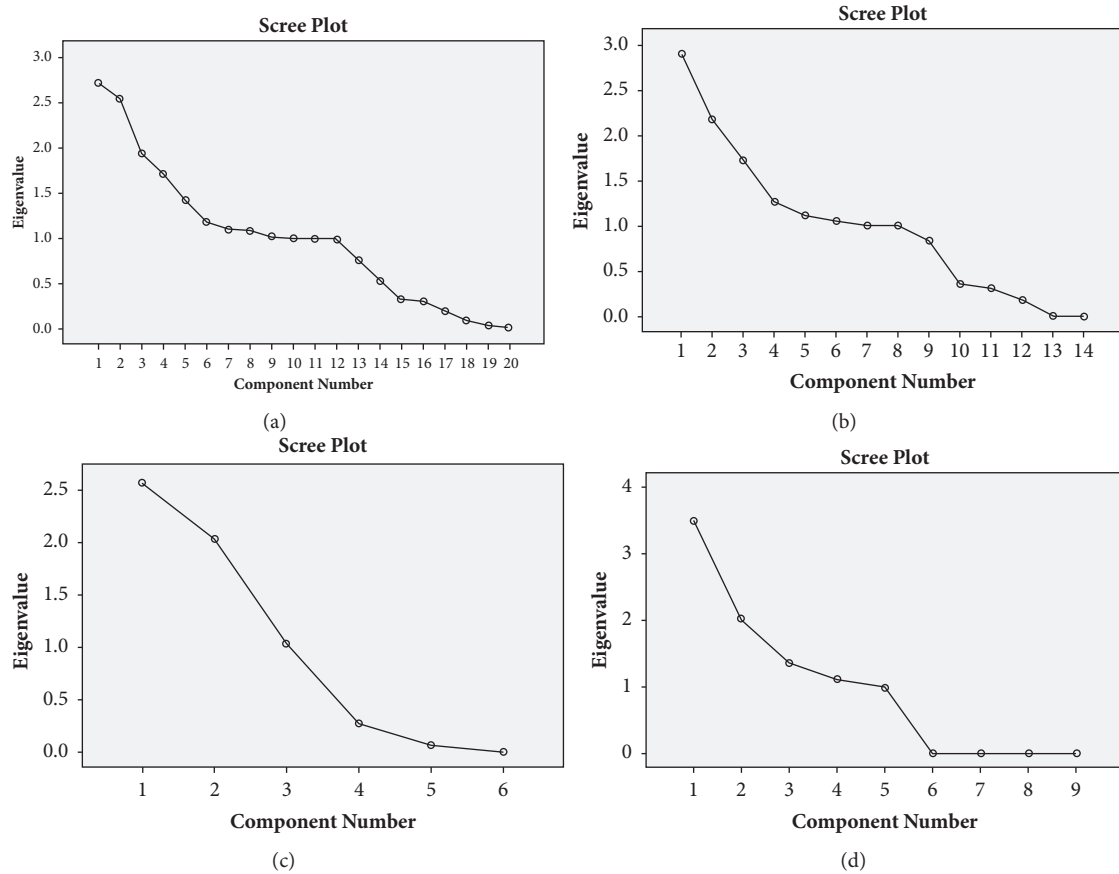 Scree Plot
Eigenvalue
3.0
2.5
2.0
1.5
1.0
0.5
0.0
1 2 3 4 5 6 7 8 9 10 11 12 13 14 15 16 17 18 19 20
Component Number
(a)
Scree Plot
Eigenvalue
3.0
2.5
2.0
1.5
1.0
0.5
0.0
1 2 3 4 5 6 7 8 9 10 11 12 13 14
Component Number
(b)
Scree Plot
Eigenvalue
2.5
2.0
1.5
1.0
0.5
0.0
1 2 3 4 5 6
Component Number
(c)
Scree Plot
Eigenvalue
4
3
2
1
0
1 2 3 4 5 6 7 8 9
Component Number
(d)